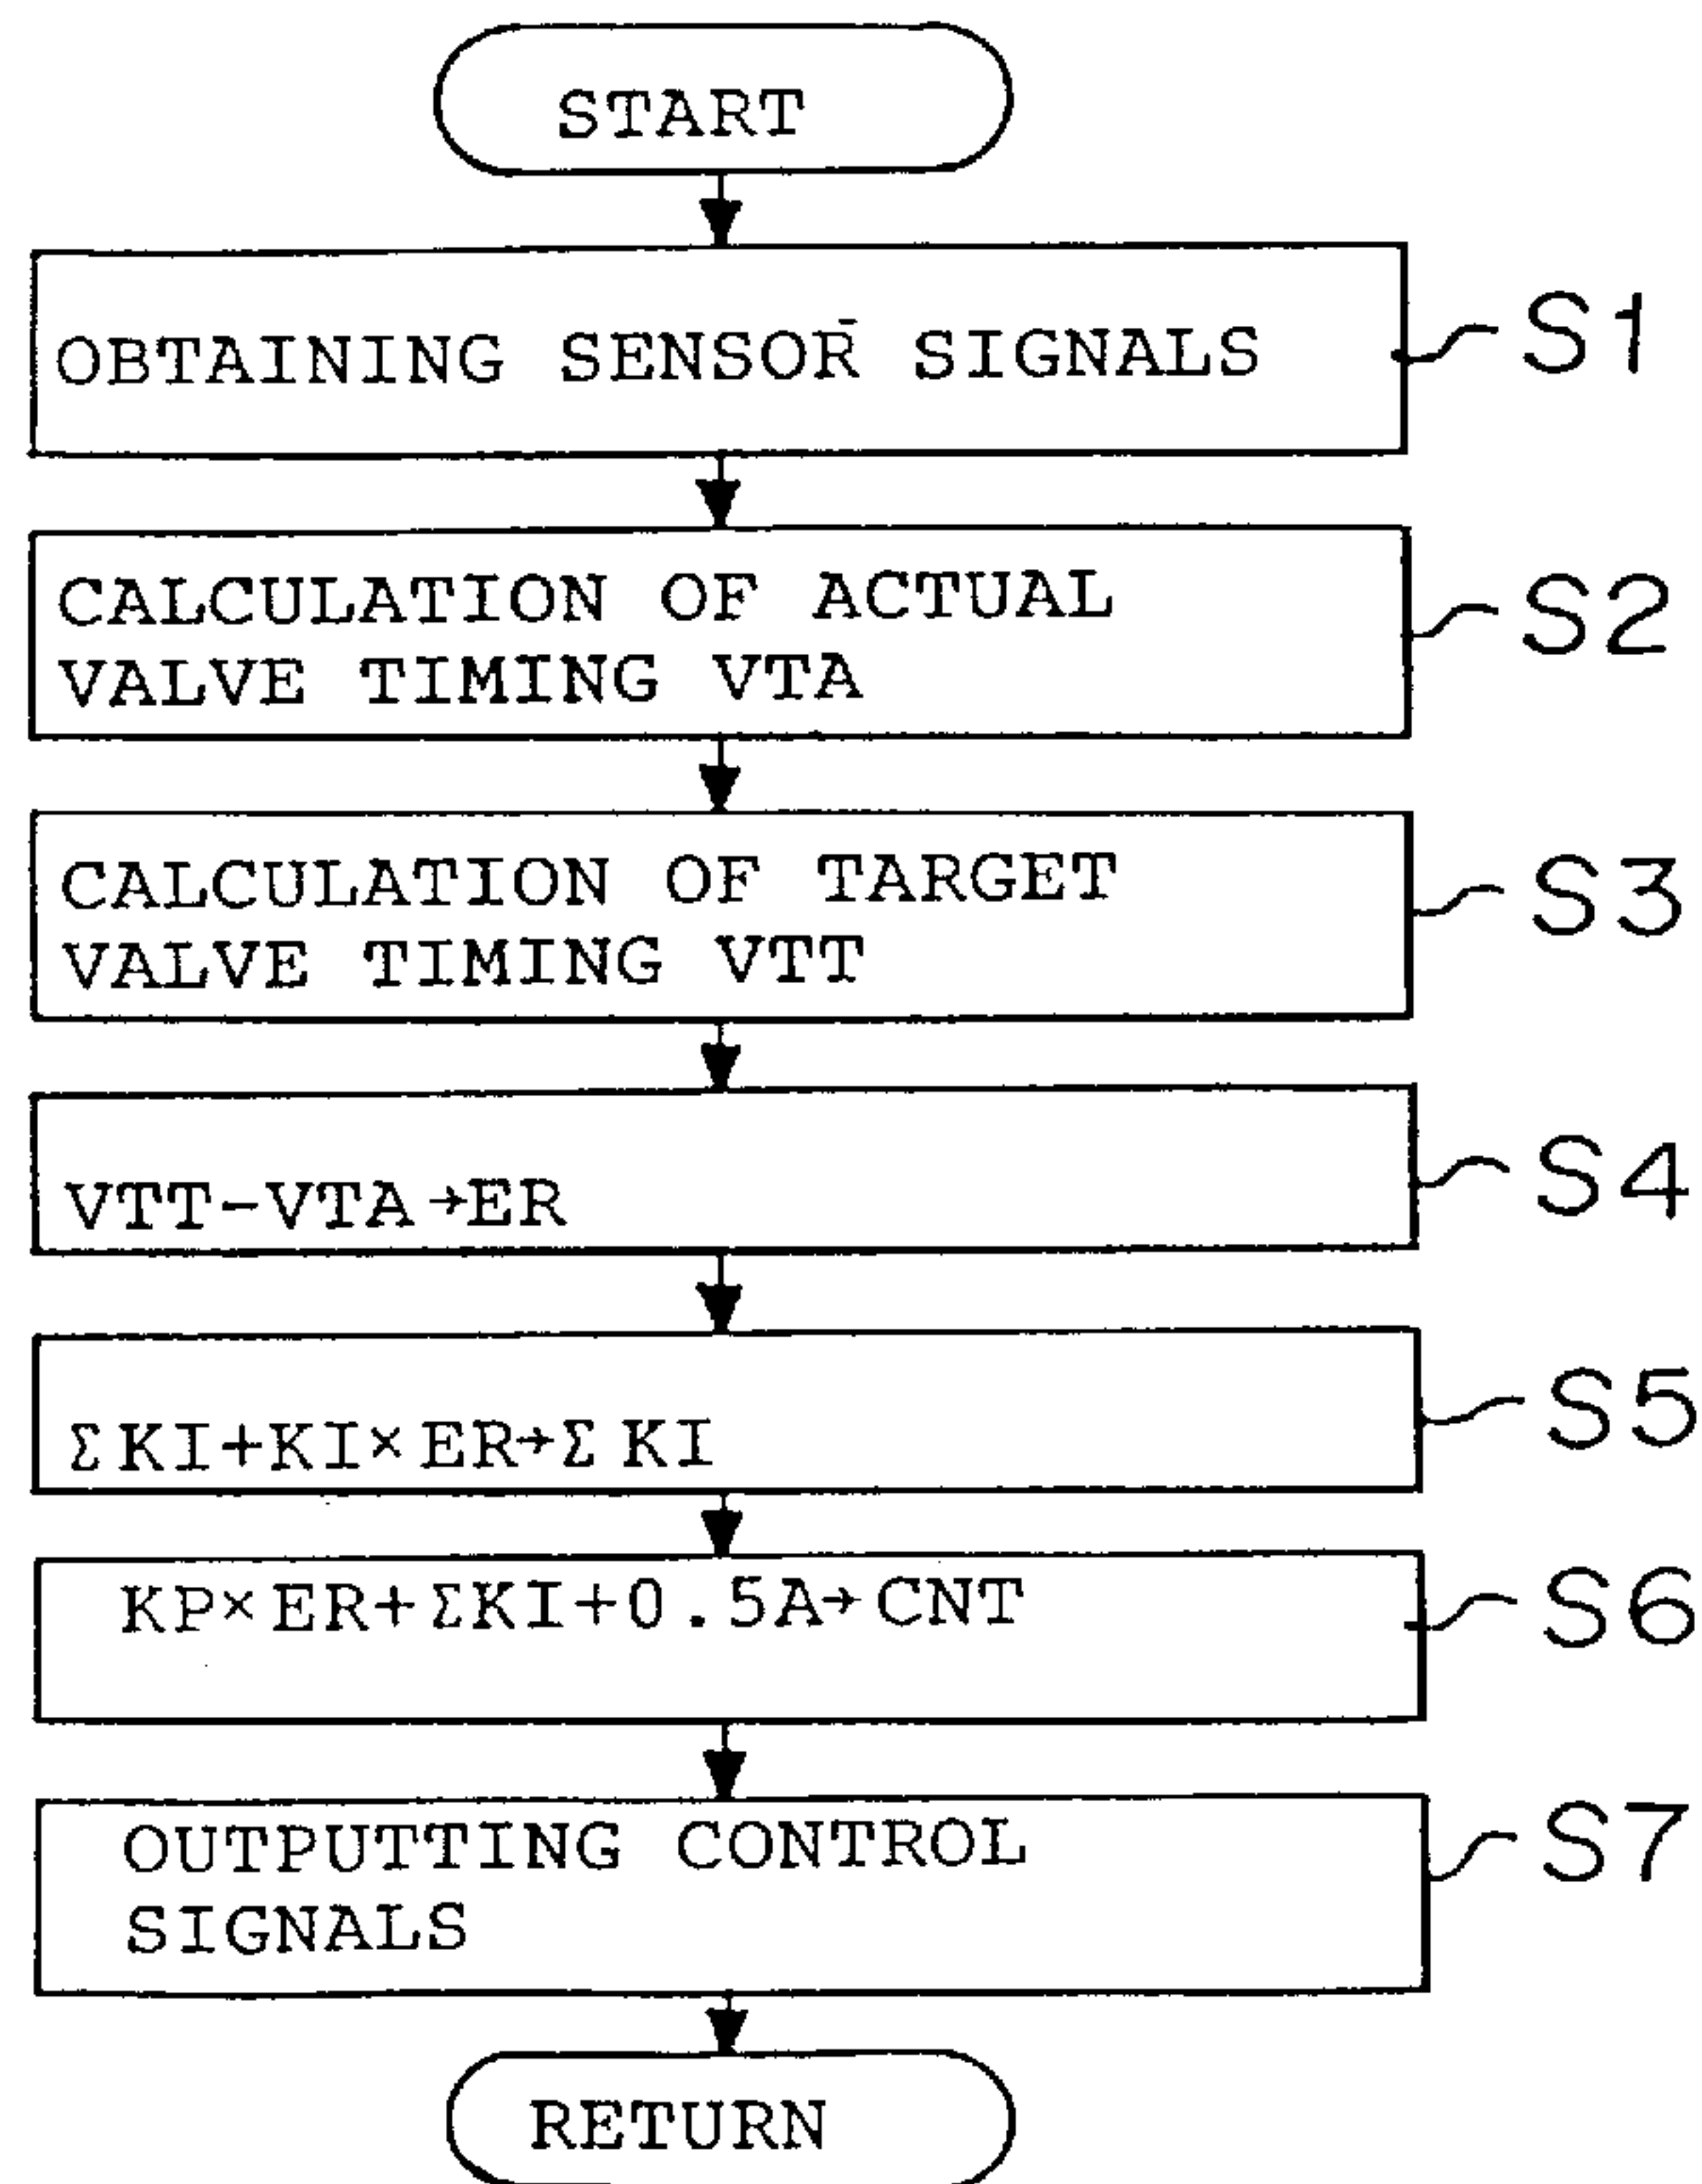 START
OBTAINING SENSOR SIGNALS
S1
CALCULATION OF ACTUAL
VALVE TIMING VTA
S2
CALCULATION OF TARGET
VALVE TIMING VTT
S3
VTT-VTA→ER
S4
ΣKI+KI×ER→ΣKI
S5
KP×ER+ΣKI+0.5A→CNT
S6
OUTPUTTING CONTROL
SIGNALS
S7
RETURN